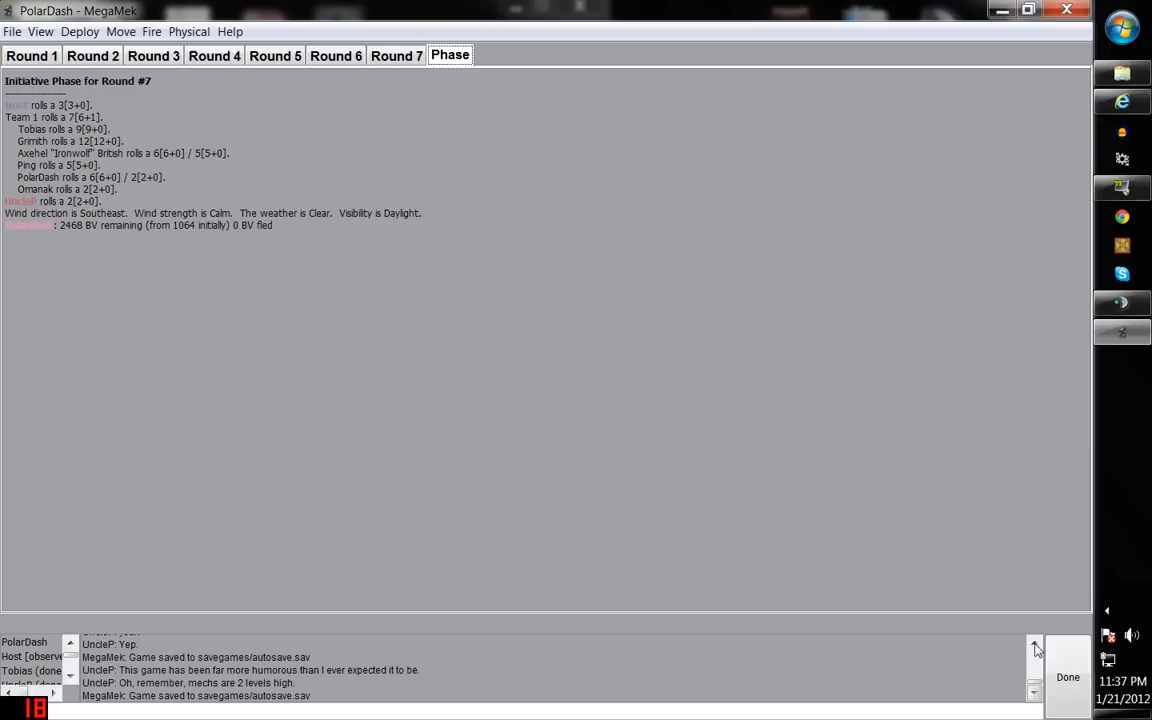 PolarDash - MegaMek
File View Deploy Move Fire Physical Help
Round 1 Round 2 Round 3 Round 4 Round 5 Round 6 Round 7 Phase
Initiative Phase for Round #7
-------------------
Host rolls a 3[3+0].
Team 1 rolls a 7[6+1].
Tobias rolls a 9[9+0].
Grimith rolls a 12[12+0].
Axehel "Ironwolf" British rolls a 6[6+0] / 5[5+0].
Ping rolls a 5[5+0].
PolarDash rolls a 6[6+0] / 2[2+0].
Omanak rolls a 2[2+0].
UncleP rolls a 2[2+0].
Wind direction is Southeast. Wind strength is Calm. The weather is Clear. Visibility is Daylight.
PolarDash: 2468 BV remaining (from 1064 initially) 0 BV fled
PolarDash
Host [observe
Tobias (done
UncleP: Yep.
MegaMek: Game saved to savegames/autosave.sav
UncleP: This game has been far more humorous than I ever expected it to be.
UncleP: Oh, remember, mechs are 2 levels high.
MegaMek: Game saved to savegames/autosave.sav
Done
18
11:37 PM
1/21/2012